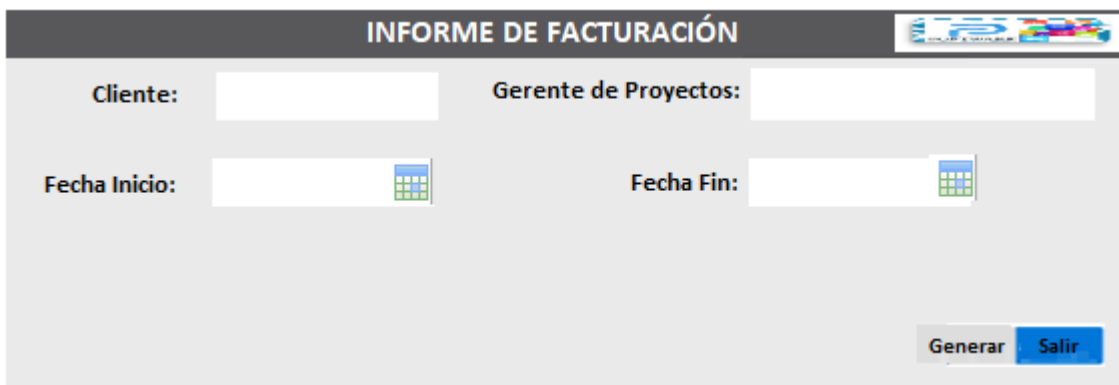 INFORME DE FACTURACIÓN
Cliente:
Gerente de Proyectos:
Fecha Inicio:
Fecha Fin:
Generar
Salir